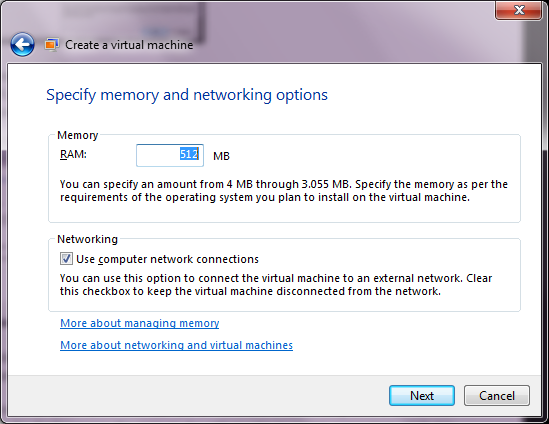 Create a virtual machine
Specify memory and networking options
Memory
RAM: 512 MB
You can specify an amount from 4 MB through 3.055 MB. Specify the memory as per the
requirements of the operating system you plan to install on the virtual machine.
Networking
Use computer network connections
You can use this option to connect the virtual machine to an external network. Clear
this checkbox to keep the virtual machine disconnected from the network.
More about managing memory
More about networking and virtual machines
Next Cancel